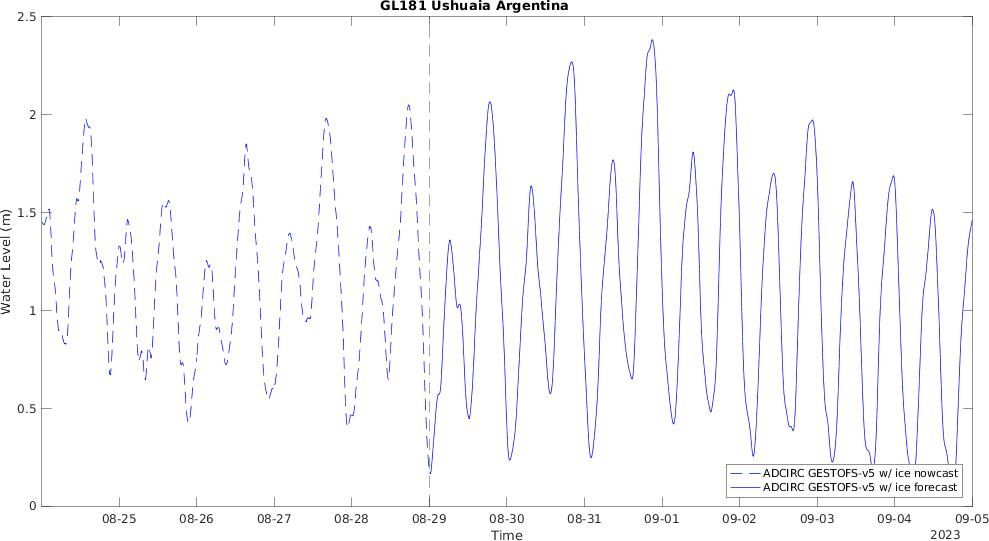 GL181 Ushuaia Argentina
2.5
2
1.5
1
0.5
0
Water Level (m)
08-25 08-26 08-27 08-28 08-29 08-30 08-31 09-01 09-02 09-03 09-04 09-05
Time
2023
ADCIRC GESTOFS-v5 w/ ice nowcast
ADCIRC GESTOFS-v5 w/ ice forecast